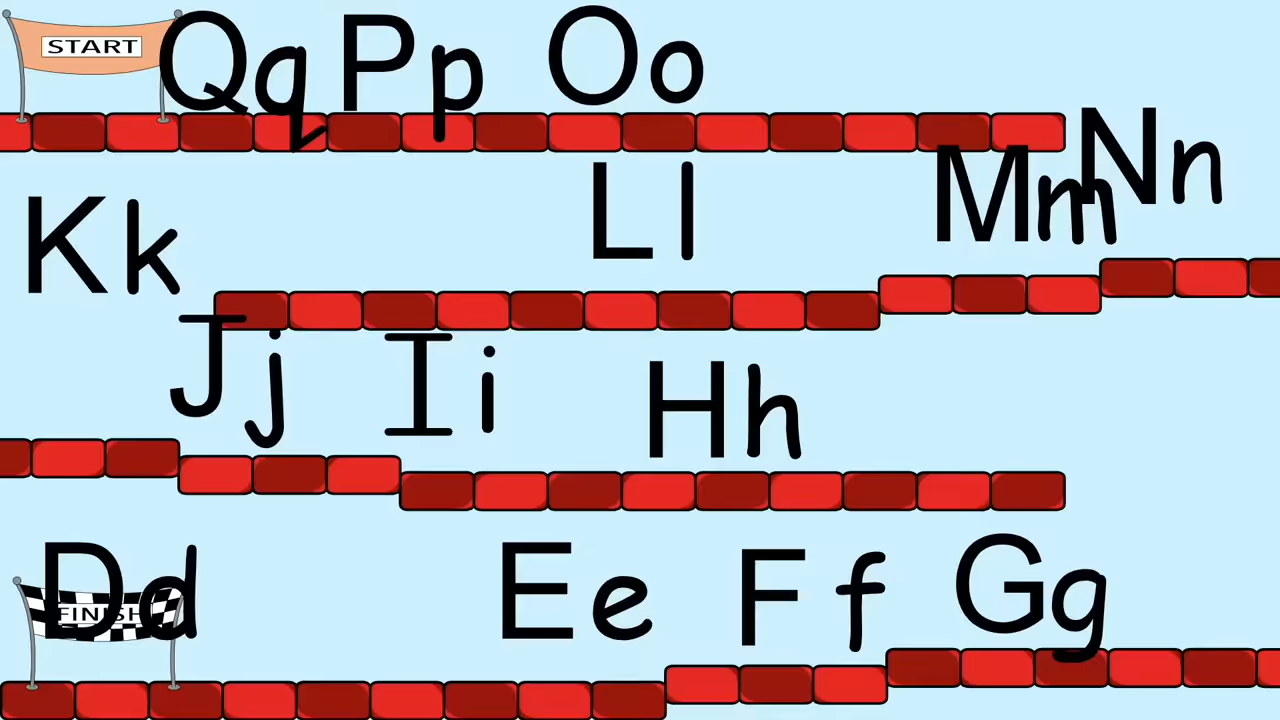 START Qq Pp Oo
Nn
Kk Ll Mm
Jj Ii Hh
Dd Ee Ff Gg
FINISH